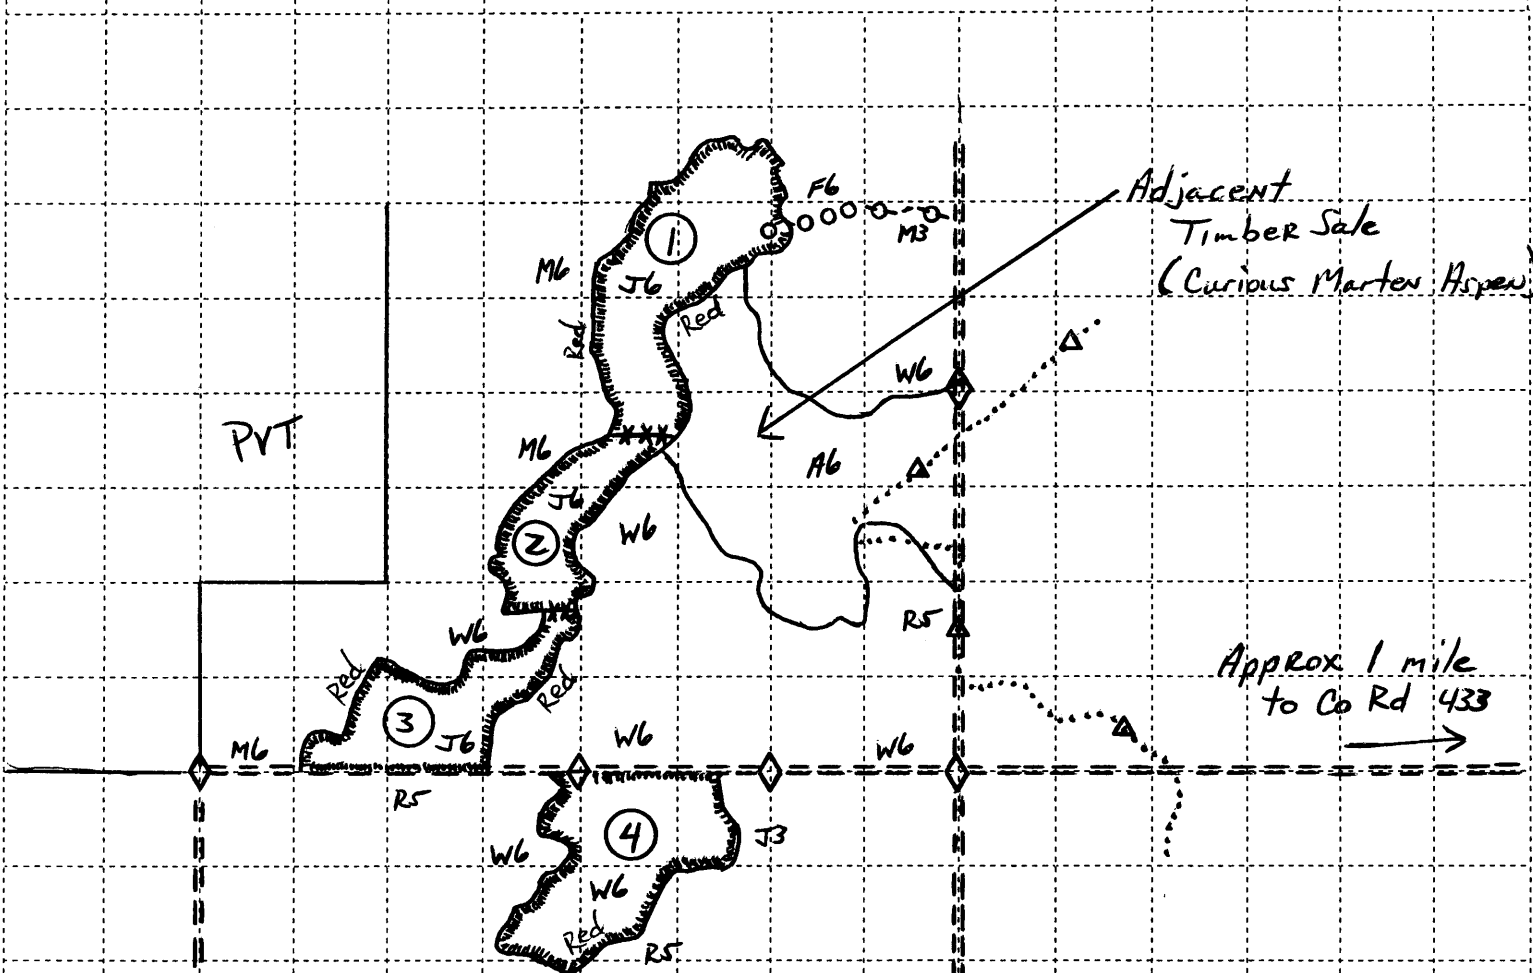 Adjacent
Timber Sale
(Curious Marten Aspen)
F6
M3
1
M6
J6
Red
Red
W6
PVT
M6
A6
J6
W6
2
R5
W6
Red
Red
Approx 1 mile
to Co Rd 433
3
J6
M6
W6
W6
R5
4
J3
W6
W6
Red
R5